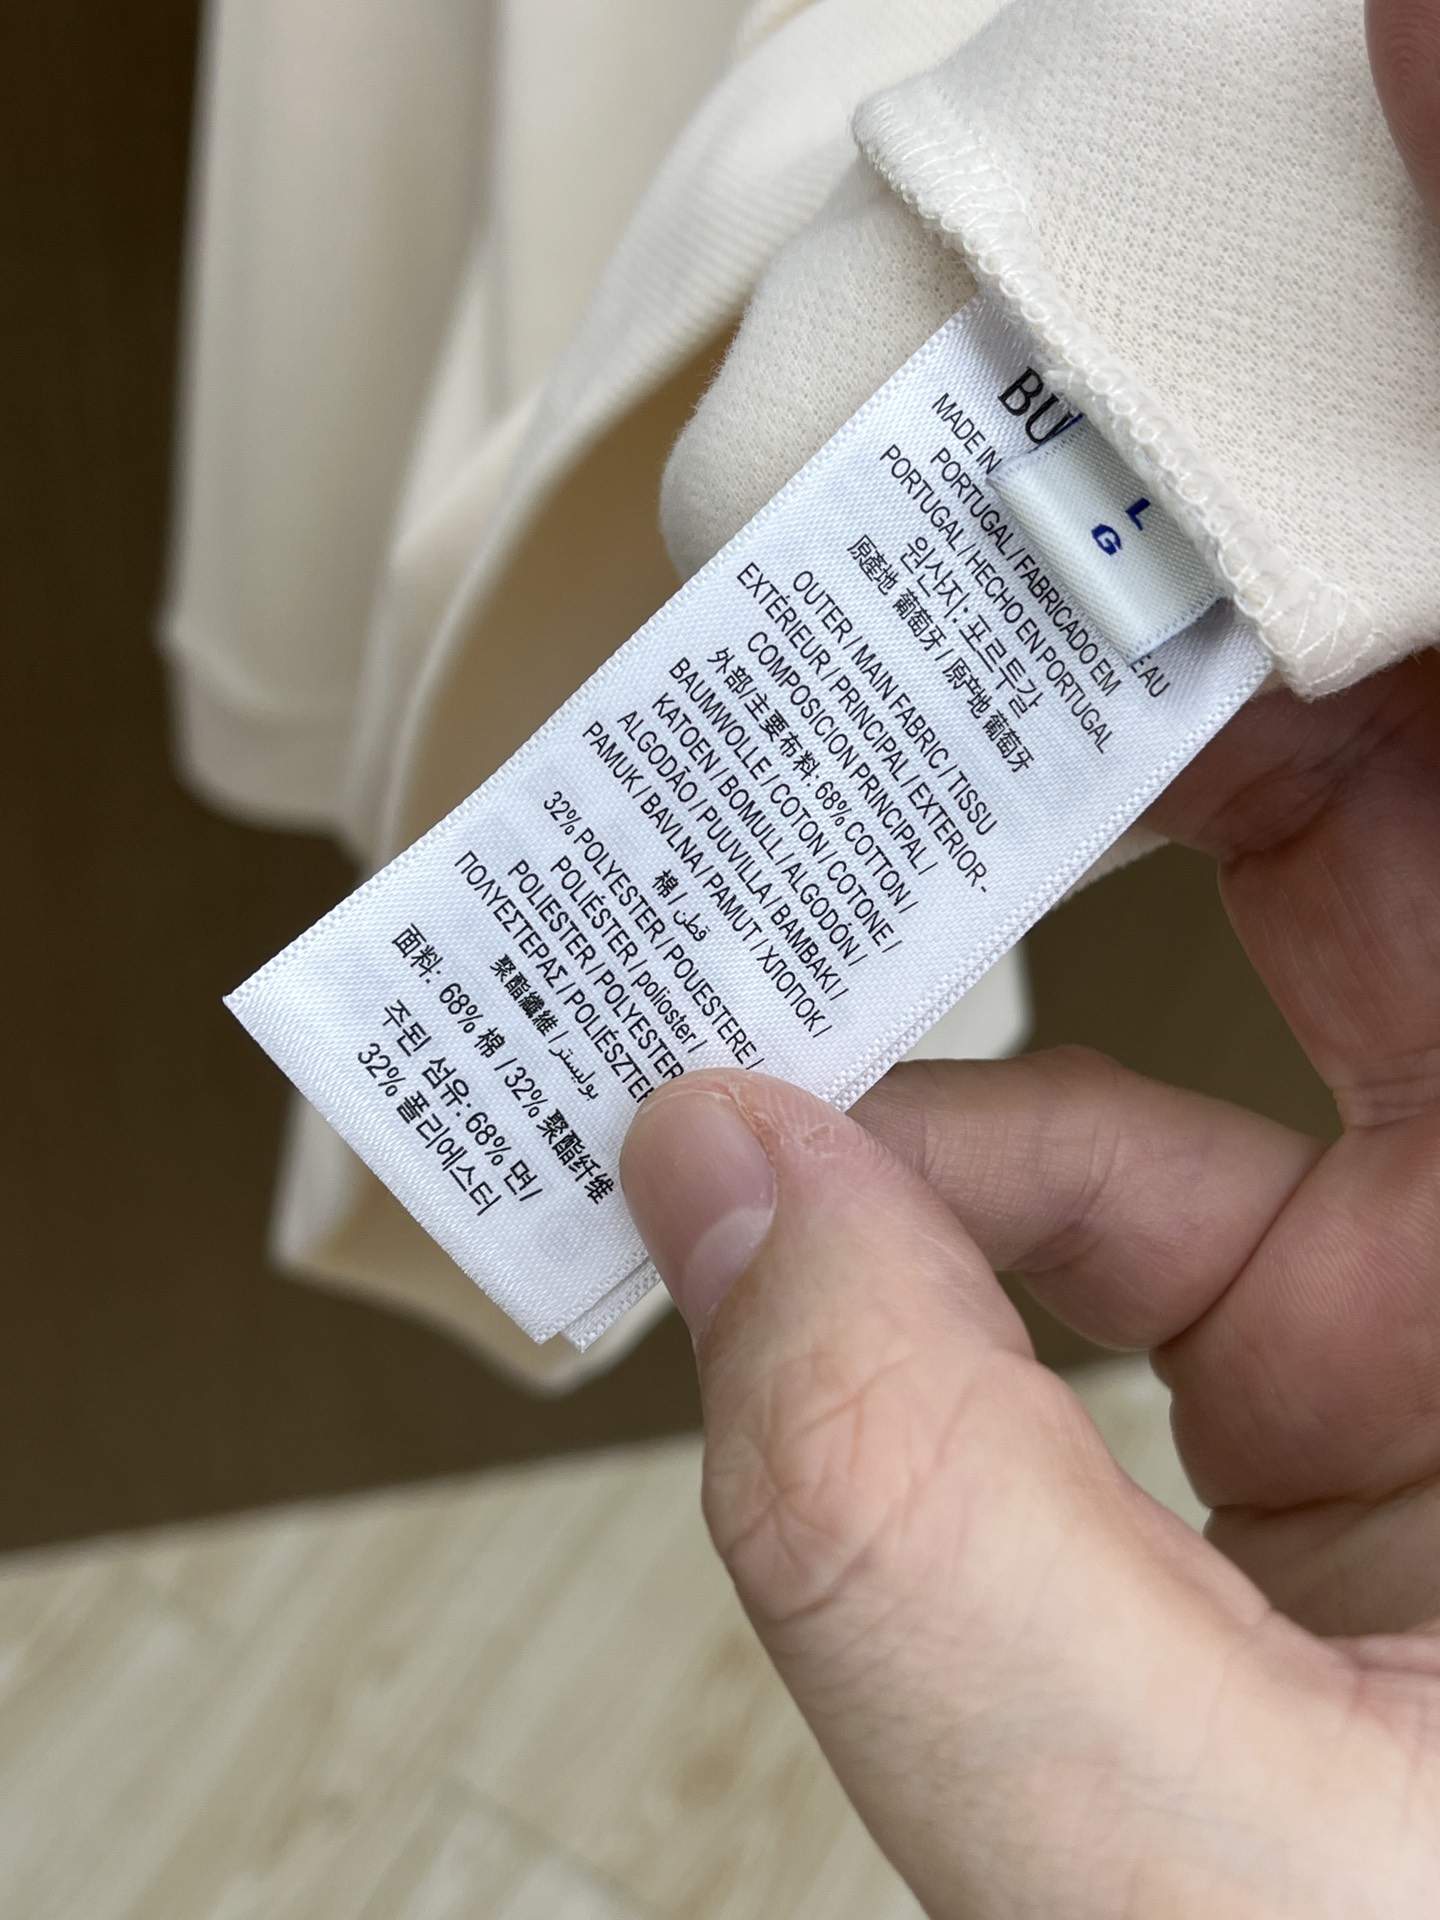 BU
L
G
MADE IN
PORTUGAL / FABRICADO EM
PORTUGAL / HECHO EN PORTUGAL
원산지: 포르투갈
原產地 葡萄牙 / 原产地 葡萄牙
EAU
OUTER / MAIN FABRIC / TISSU
EXTÉRIEUR / PRINCIPAL / EXTERIOR -
COMPOSICION PRINCIPAL /
外部/主要布料: 68% COTTON /
BAUMWOLLE / COTON / COTONE /
KATOEN / BOMULL / ALGODÓN /
ALGODÃO / PUUVILLA / BAMBAKI /
PAMUK / BAVLNA / PAMUT / ХЛОПОК /
棉 / قطن
32% POLYESTER / POUESTERE /
POLIÉSTER / polioster /
POLIESTER / POLYESTER
ΠΟΛΥΕΣΤΕΡΑΣ / POLIÉSZTER
聚酯纖維 / بوليستر
面料: 68% 棉 / 32% 聚酯纤维
주된 섬유: 68% 면/
32% 폴리에스터